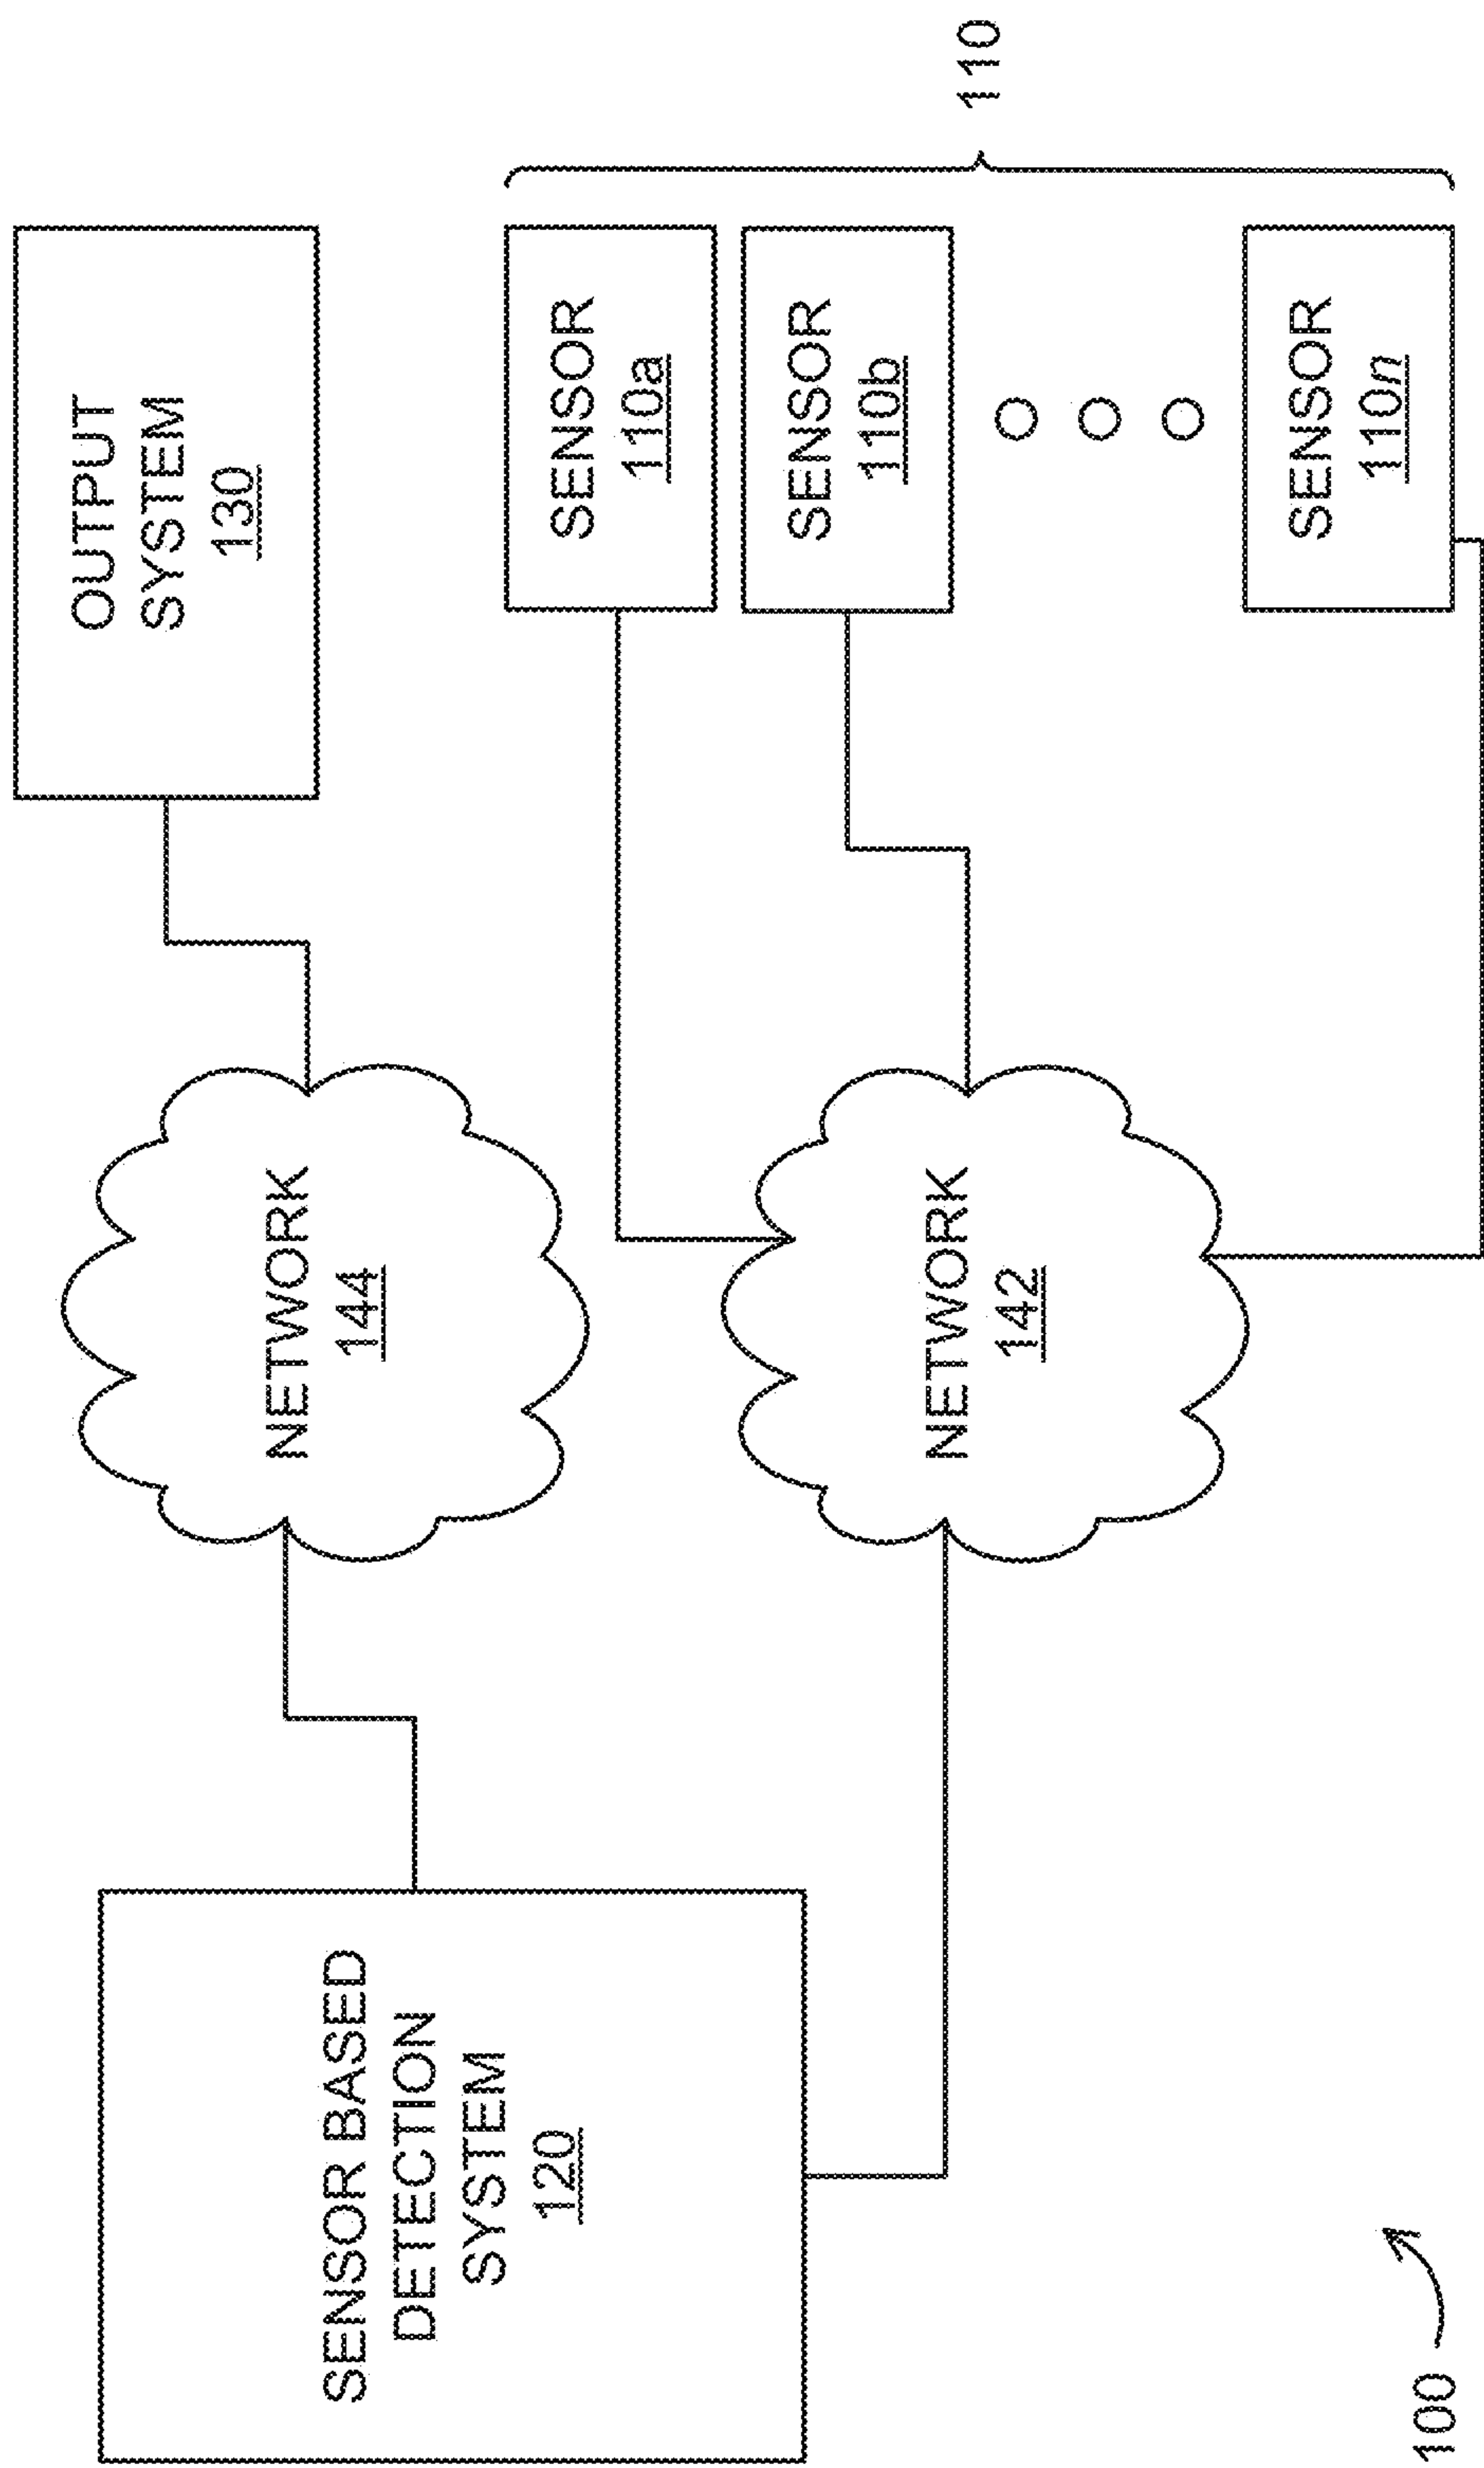 SENSOR BASED
DETECTION
SYSTEM
120
NETWORK
144
OUTPUT
SYSTEM
130
NETWORK
142
SENSOR
110a
SENSOR
110b
SENSOR
110n
110
100